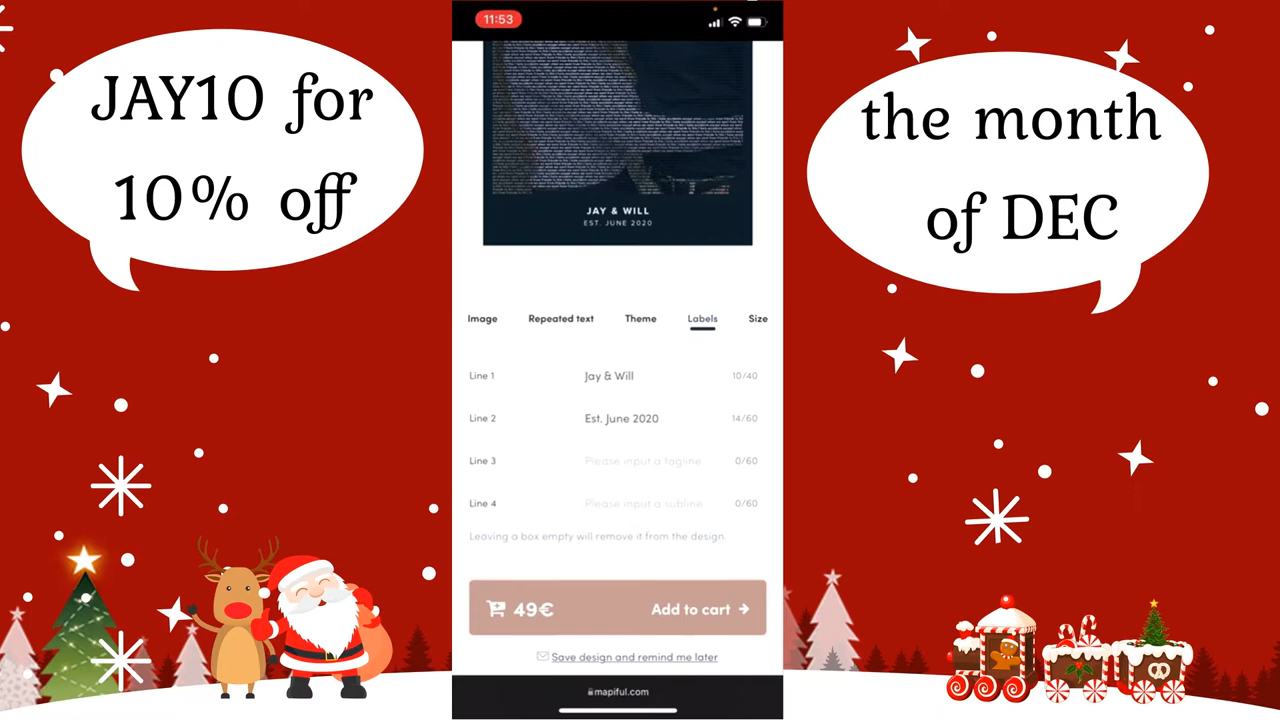 JAY10 for
10% off
the month
of DEC
11:53
JAY & WILL
EST. JUNE 2020
Image Repeated text Theme Labels Size
Line 1 Jay & Will 10/40
Line 2 Est. June 2020 14/60
Line 3 Please input a tagline 0/60
Line 4 Please input a subline 0/60
Leaving a box empty will remove it from the design.
49€ Add to cart →
Save design and remind me later
mapiful.com